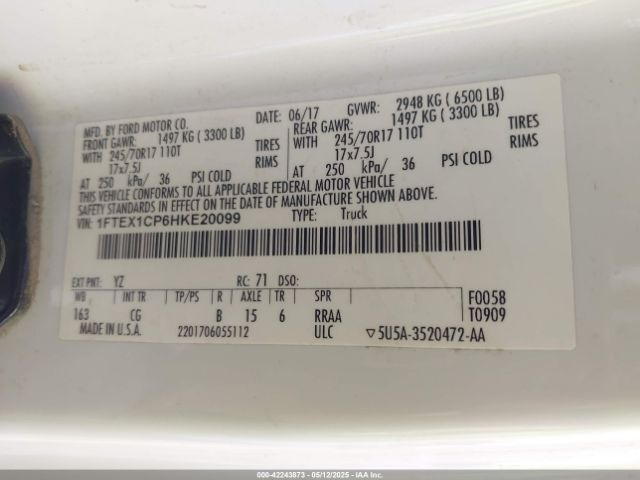 MFD. BY FORD MOTOR CO. DATE: 06/17 GVWR: 2948 KG ( 6500 LB)
FRONT GAWR: 1497 KG ( 3300 LB) REAR GAWR: 1497 KG ( 3300 LB)
WITH 245/70R17 110T TIRES WITH 245/70R17 110T TIRES
17x7.5J RIMS 17x7.5J RIMS
AT 250 kPa/ 36 PSI COLD AT 250 kPa/ 36 PSI COLD
THIS VEHICLE CONFORMS TO ALL APPLICABLE FEDERAL MOTOR VEHICLE
SAFETY STANDARDS IN EFFECT ON THE DATE OF MANUFACTURE SHOWN ABOVE.
VIN: 1FTEX1CP6HKE20099 TYPE: Truck
EXT PNT: YZ RC: 71 DSO:
WB INT TR TP/PS R AXLE TR SPR F0058
163 CG B 15 6 RRAA T0909
MADE IN U.S.A. 2201706055112 ULC ▽5U5A-3520472-AA
000-42243873 - 05/12/2025 - IAAI Inc.